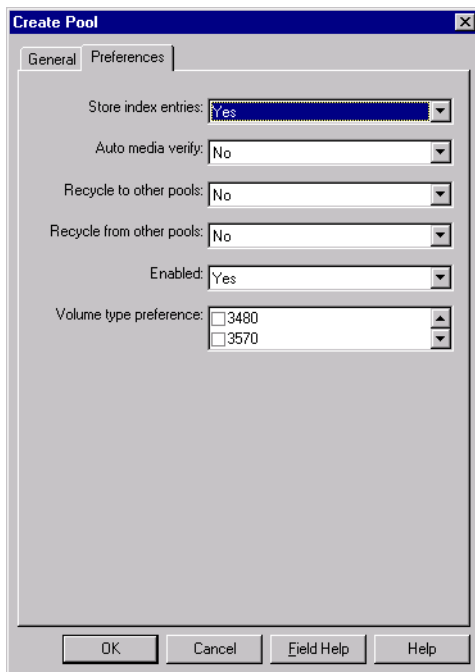 Create Pool
General Preferences
Store index entries: Yes
Auto media verify: No
Recycle to other pools: No
Recycle from other pools: No
Enabled: Yes
Volume type preference: 3480
3570
OK Cancel Field Help Help